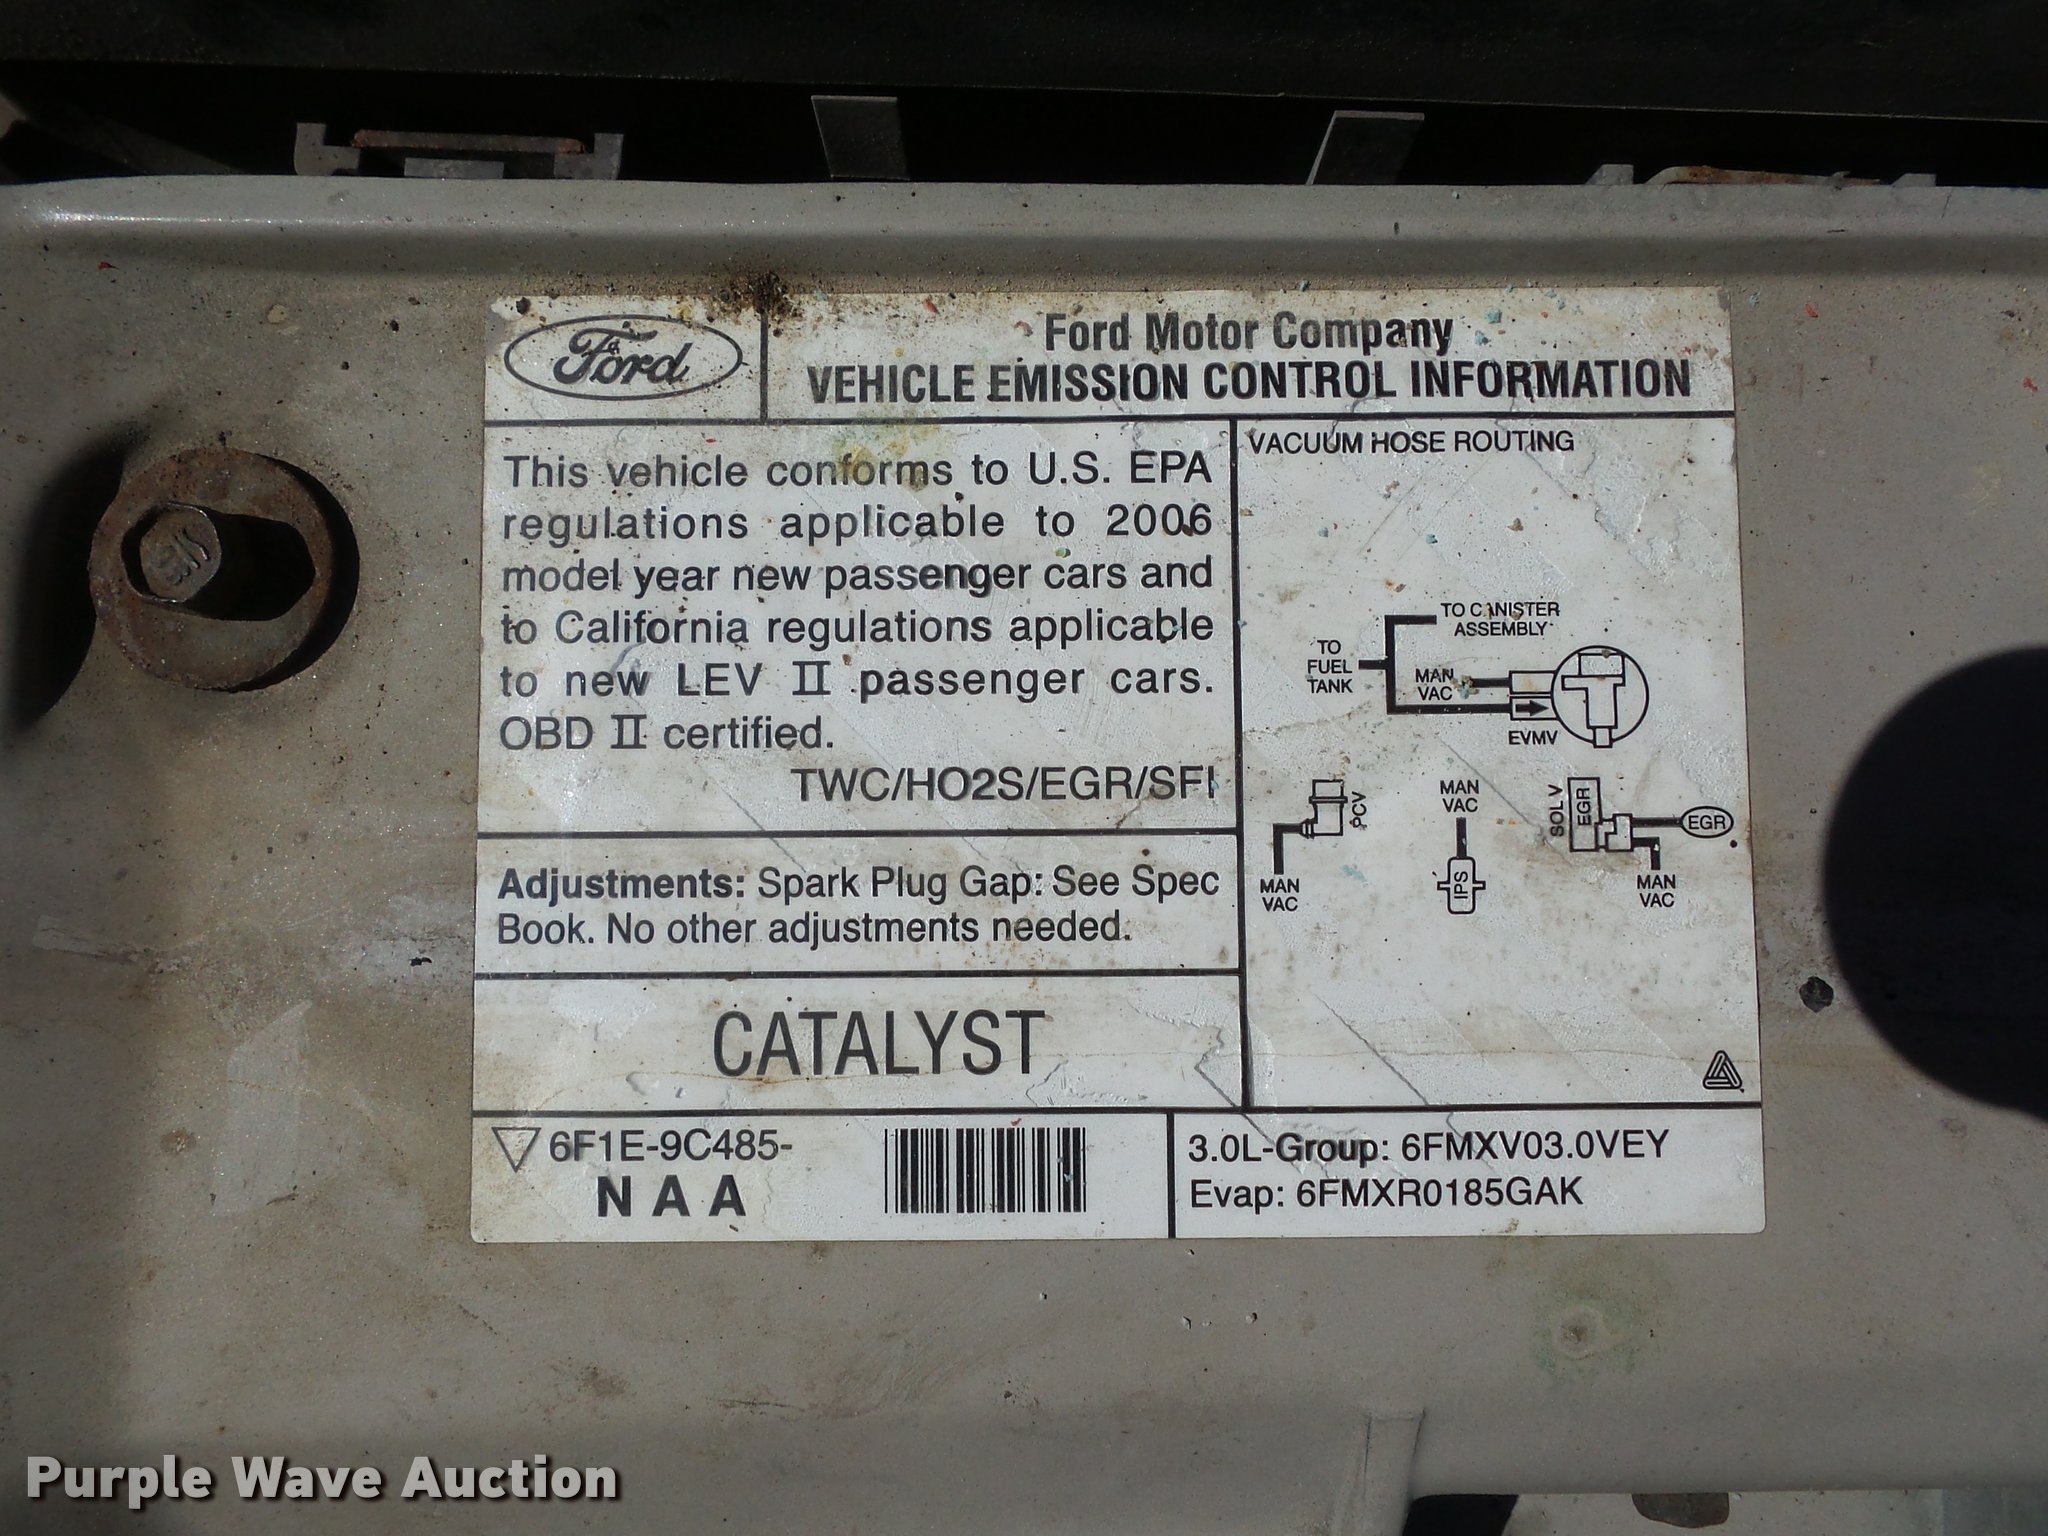 Ford
Ford Motor Company
VEHICLE EMISSION CONTROL INFORMATION
This vehicle conforms to U.S. EPA
regulations applicable to 2006
model year new passenger cars and
to California regulations applicable
to new LEV II passenger cars.
OBD II certified.
TWC/HO2S/EGR/SFI
Adjustments: Spark Plug Gap: See Spec
Book. No other adjustments needed.
CATALYST
6F1E-9C485-
NAA
VACUUM HOSE ROUTING
TO CANISTER
ASSEMBLY
TO
FUEL
TANK
MAN
VAC
EVMV
PCV
MAN
VAC
MAN
VAC
IPS
SOL V
EGR
EGR
MAN
VAC
3.0L-Group: 6FMXV03.0VEY
Evap: 6FMXR0185GAK
Purple Wave Auction